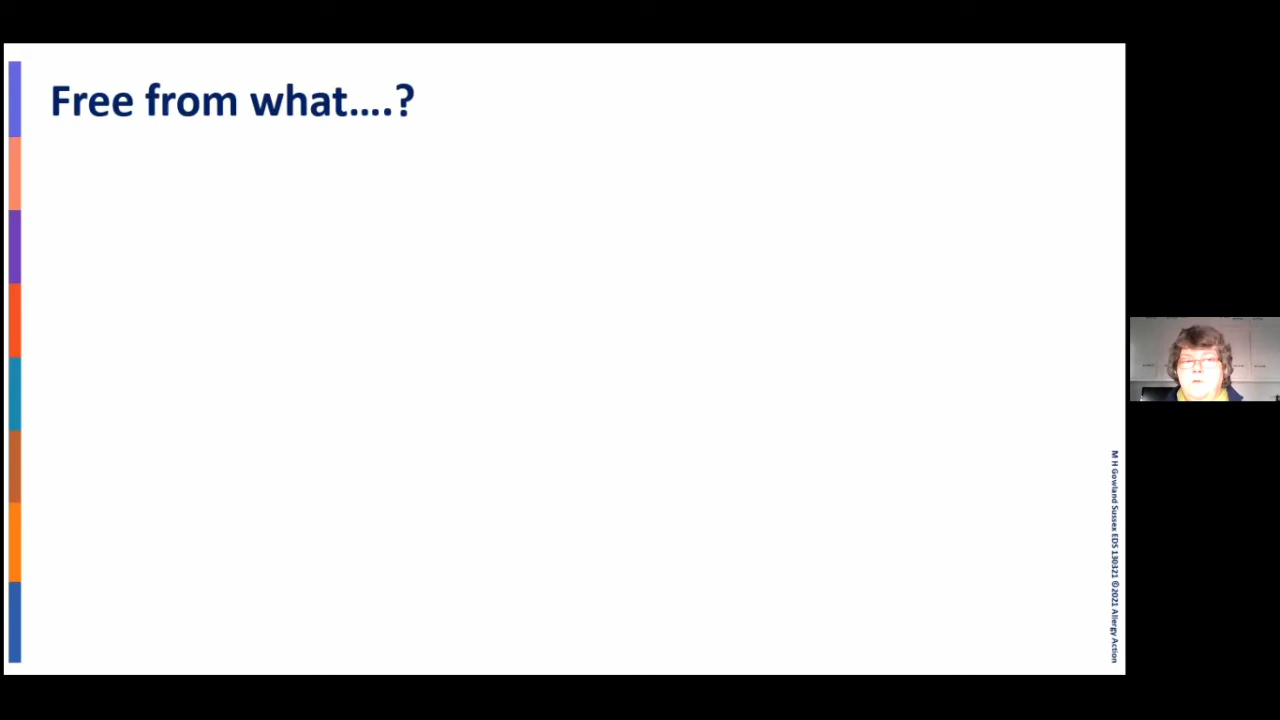 Free from what....?
M H Gowland Sussex EDS 130321 ©2021 Allergy Action